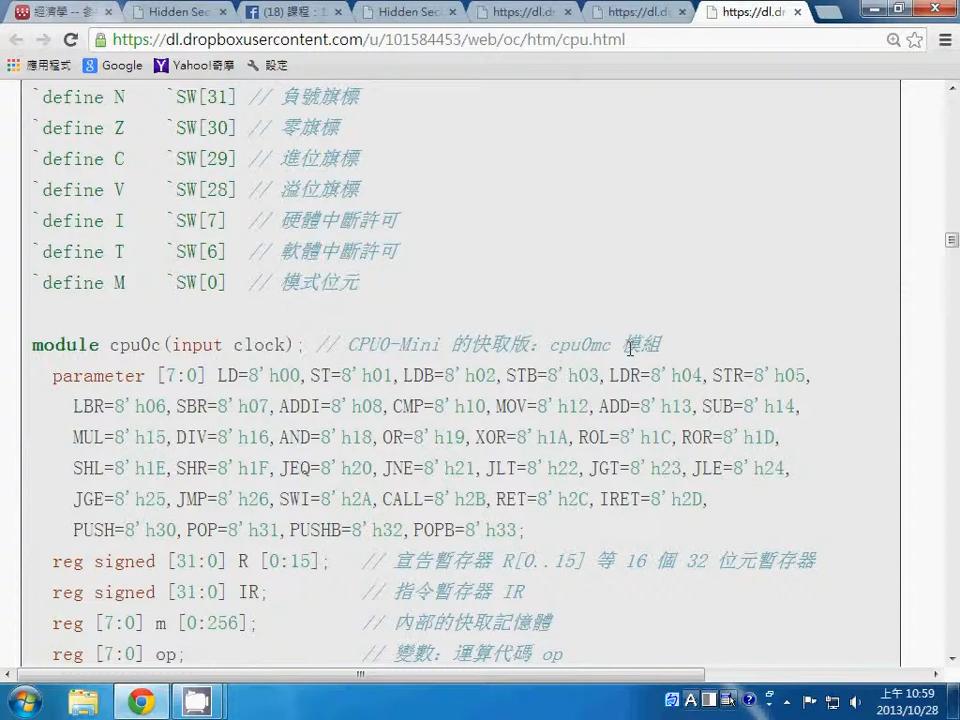 經濟學 -- 參
Hidden Sec
(18) 課程：1
Hidden Sec
https://dl.d
https://dl.d
https://dl.dr
https://dl.dropboxusercontent.com/u/101584453/web/oc/htm/cpu.html
應用程式 Google Yahoo!奇摩 設定
`define N `SW[31] // 負號旗標
`define Z `SW[30] // 零旗標
`define C `SW[29] // 進位旗標
`define V `SW[28] // 溢位旗標
`define I `SW[7] // 硬體中斷許可
`define T `SW[6] // 軟體中斷許可
`define M `SW[0] // 模式位元
module cpu0c(input clock); // CPU0-Mini 的快取版：cpu0mc 模組
parameter [7:0] LD=8'h00,ST=8'h01,LDB=8'h02,STB=8'h03,LDR=8'h04,STR=8'h05,
LBR=8'h06,SBR=8'h07,ADDI=8'h08,CMP=8'h10,MOV=8'h12,ADD=8'h13,SUB=8'h14,
MUL=8'h15,DIV=8'h16,AND=8'h18,OR=8'h19,XOR=8'h1A,ROL=8'h1C,ROR=8'h1D,
SHL=8'h1E,SHR=8'h1F,JEQ=8'h20,JNE=8'h21,JLT=8'h22,JGT=8'h23,JLE=8'h24,
JGE=8'h25,JMP=8'h26,SWI=8'h2A,CALL=8'h2B,RET=8'h2C,IRET=8'h2D,
PUSH=8'h30,POP=8'h31,PUSHB=8'h32,POPB=8'h33;
reg signed [31:0] R [0:15]; // 宣告暫存器 R[0..15] 等 16 個 32 位元暫存器
reg signed [31:0] IR; // 指令暫存器 IR
reg [7:0] m [0:256]; // 內部的快取記憶體
reg [7:0] op; // 變數：運算代碼 op
上午 10:59
2013/10/28